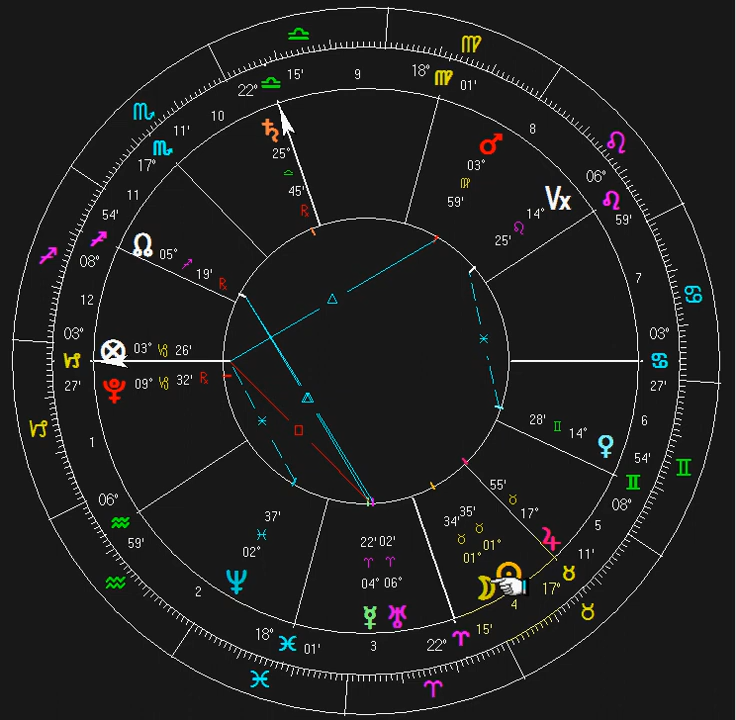 ♎ ♍
22° ♎ 15' 9 18° ♍ 01'
♏ 10 8 ♌
17° ♏ 11' ♄ 25° ♎ 45' ℞ ♂ 03° ♍ 59' 06° ♌ 59'
11 Vx 14° ♌ 25'
08° ♐ 54' ☊ 05° ♐ 19' ℞
♐ 12 7 ♋
03° ♑ 27' ⊗ 03° ♑ 26' 03° ♋ 27'
♇ 09° ♑ 32' ℞
♑ 1 6
♀ 14° ♊ 28'
08° ♊ 54' ♊
06° ♒ 59' 5
♃ 17° ♉ 55'
♆ 02° ♓ 37' ☿ 04° ♈ 22' ♅ 06° ♈ 02' ☽ 01° ♉ 34' ☉ 01° ♉ 35' 17° ♉ 11'
♒ 2 4 ♉
18° ♓ 01' 3 22° ♈ 15'
♓ ♈